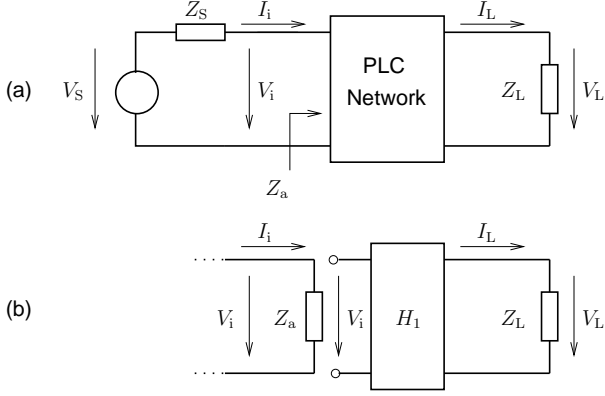 Z_S
I_i
I_L
(a)
V_S
V_i
PLC
Network
Z_L
V_L
Z_a
I_i
I_L
(b)
V_i
Z_a
V_i
H_1
Z_L
V_L